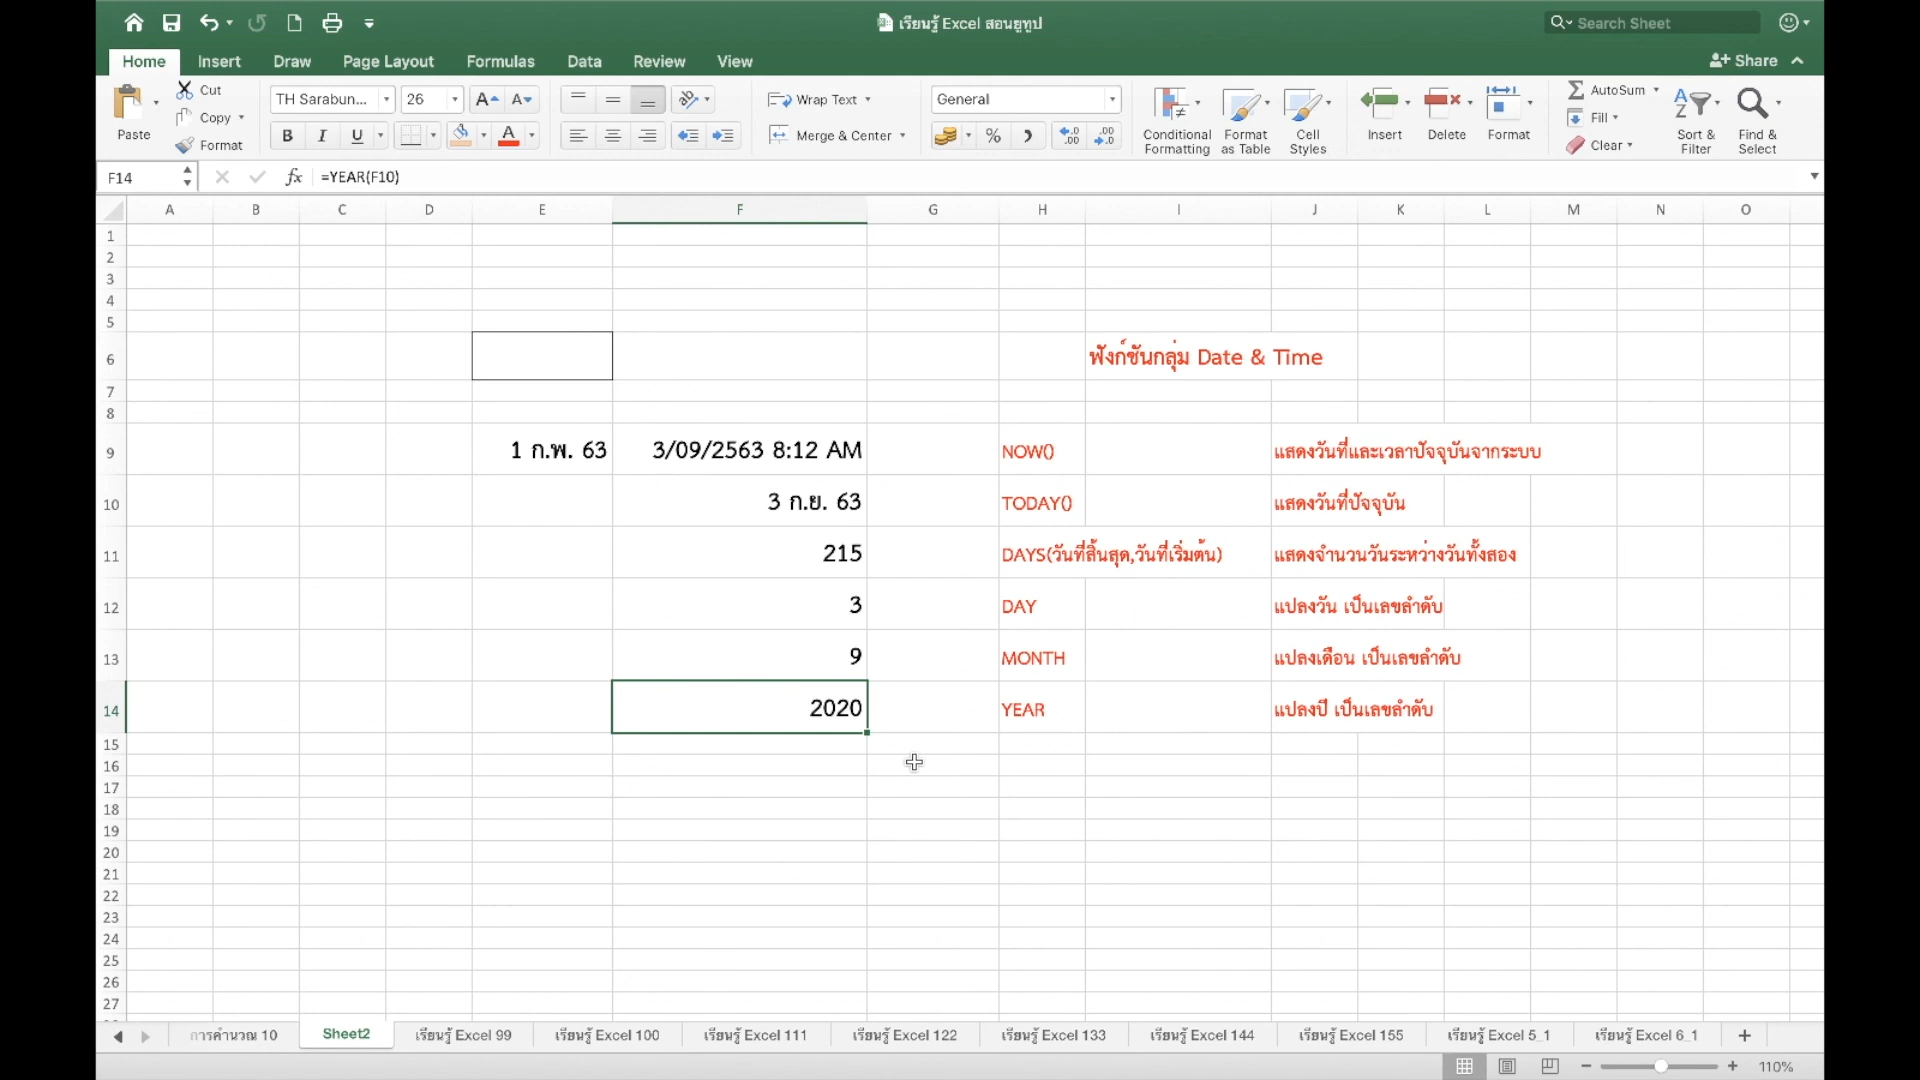 เรียนรู้ Excel สอนยูทูป
Search Sheet
Home Insert Draw Page Layout Formulas Data Review View
Share
Paste
Cut
Copy
Format
TH Sarabun... 26
B I U
Wrap Text
Merge & Center
General
%
Conditional Formatting
Format as Table
Cell Styles
Insert
Delete
Format
AutoSum
Fill
Clear
Sort & Filter
Find & Select
F14 fx =YEAR(F10)
A B C D E F G H I J K L M N O
1
2
3
4
5
6 ฟังก์ชันกลุ่ม Date & Time
7
8
9 1 ก.พ. 63 3/09/2563 8:12 AM NOW() แสดงวันที่และเวลาปัจจุบันจากระบบ
10 3 ก.ย. 63 TODAY() แสดงวันที่ปัจจุบัน
11 215 DAYS(วันที่สิ้นสุด,วันที่เริ่มต้น) แสดงจำนวนวันระหว่างวันทั้งสอง
12 3 DAY แปลงวัน เป็นเลขลำดับ
13 9 MONTH แปลงเดือน เป็นเลขลำดับ
14 2020 YEAR แปลงปี เป็นเลขลำดับ
15
16
17
18
19
20
21
22
23
24
25
26
27
การคำนวณ 10 Sheet2 เรียนรู้ Excel 99 เรียนรู้ Excel 100 เรียนรู้ Excel 111 เรียนรู้ Excel 122 เรียนรู้ Excel 133 เรียนรู้ Excel 144 เรียนรู้ Excel 155 เรียนรู้ Excel 5_1 เรียนรู้ Excel 6_1
110%